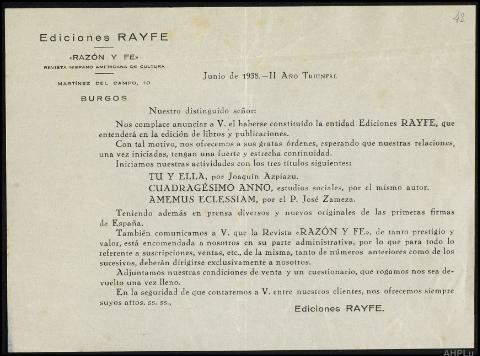 42
Ediciones RAYFE
«RAZÓN Y FE»
REVISTA HISPANO AMERICANA DE CULTURA
MARTÍNEZ DEL CAMPO, 10
BURGOS
Junio de 1938.-II Año Triunfal
Nuestro distinguido señor:
Nos complace anunciar a V. el haberse constituído la entidad Ediciones RAYFE, que
entenderá en la edición de libros y publicaciones.
Con tal motivo, nos ofrecemos a sus gratas órdenes, esperando que nuestras relaciones,
una vez iniciadas, tengan una fuerte y estrecha continuidad.
Iniciamos nuestras actividades con los tres títulos siguientes:
TU Y ELLA, por Joaquín Azpiazu.
CUADRAGÉSIMO ANNO, estudios sociales, por el mismo autor.
AMEMUS ECLESSIAM, por el P. José Zameza.
Teniendo además en prensa diversos y nuevos originales de las primeras firmas
de España.
También comunicamos a V. que la Revista «RAZÓN Y FE», de tanto prestigio y
valor, está encomendada a nosotros en su parte administrativa, por lo que para todo lo
referente a suscripciones, ventas, etc., de la misma, tanto de números anteriores como de los
sucesivos, deberán dirigirse exclusivamente a nosotros.
Adjuntamos nuestras condiciones de venta y un cuestionario, que rogamos nos sea de-
vuelto una vez lleno.
En la seguridad de que contaremos a V. entre nuestros clientes, nos ofrecemos siempre
suyos attos. ss. ss.,
Ediciones RAYFE.
AHPLu